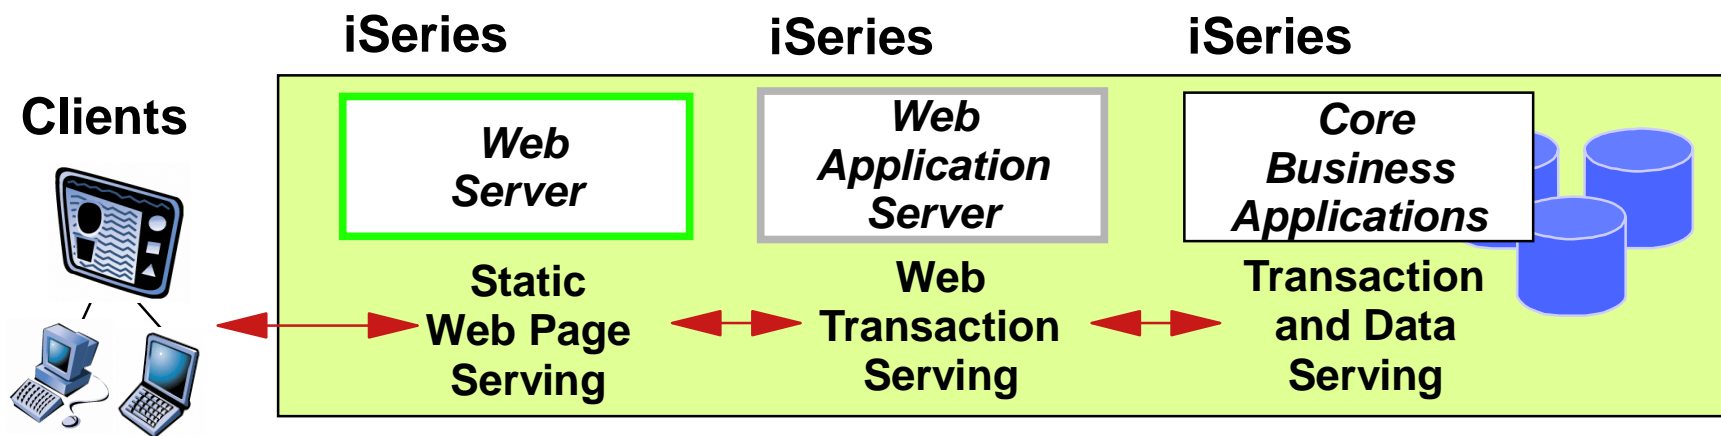 iSeries
iSeries
iSeries
Clients
Web
Server
Web
Application
Server
Core
Business
Applications
Static
Web Page
Serving
Web
Transaction
Serving
Transaction
and Data
Serving